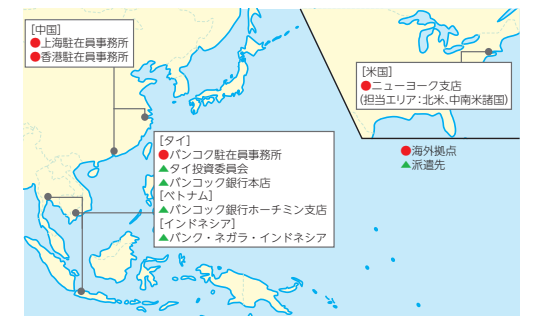 [中国]
●上海駐在員事務所
●香港駐在員事務所
[米国]
●ニューヨーク支店
(担当エリア:北米、中南米諸国)
●海外拠点
▲派遣先
[タイ]
●バンコク駐在員事務所
▲タイ投資委員会
▲バンコック銀行本店
[ベトナム]
▲バンコック銀行ホーチミン支店
[インドネシア]
▲バンク・ネガラ・インドネシア